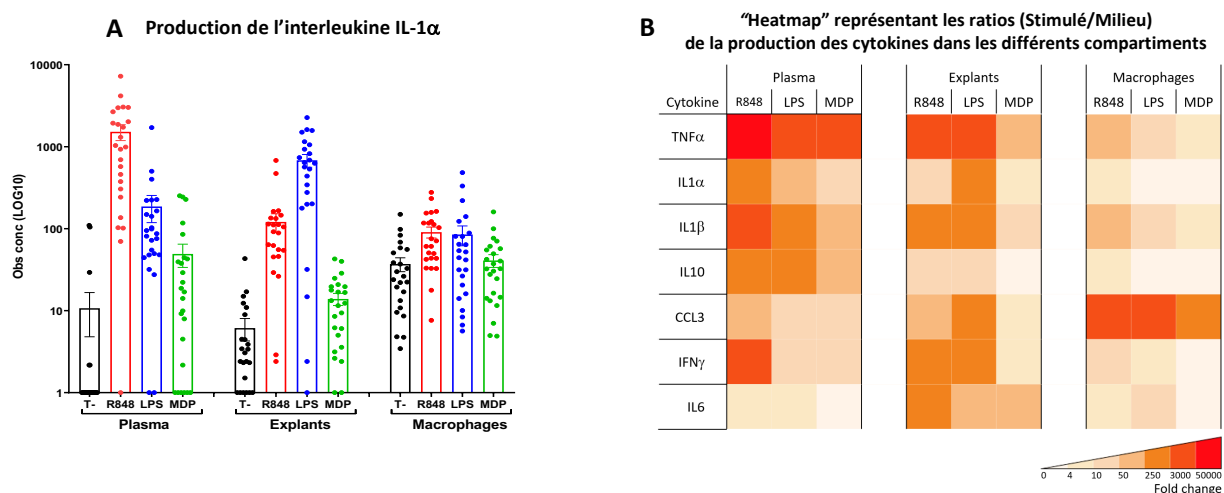 A
Production de l’interleukine IL-1α
Obs conc (LOG10)
10000
1000
100
10
1
T- R848 LPS MDP
T- R848 LPS MDP
T- R848 LPS MDP
Plasma
Explants
Macrophages
B
“Heatmap” représentant les ratios (Stimulé/Milieu)
de la production des cytokines dans les différents compartiments
Plasma
Explants
Macrophages
Cytokine
R848 LPS MDP
R848 LPS MDP
R848 LPS MDP
TNFα
IL1α
IL1β
IL10
CCL3
IFNγ
IL6
0 4 10 50 250 3000 50000
Fold change